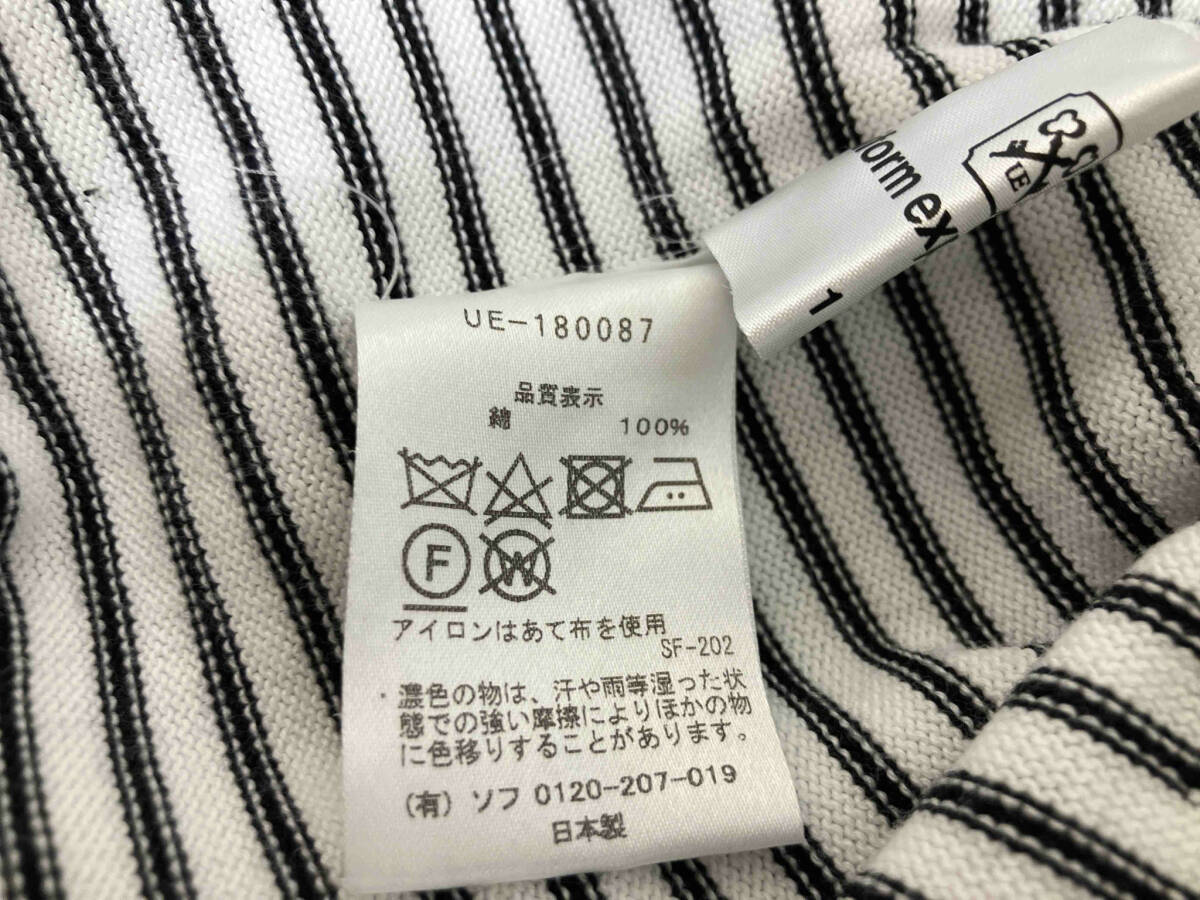 UE
form ex
1
UE-180087
品質表示
綿 100%
F W
アイロンはあて布を使用
SF-202
・濃色の物は、汗や雨等湿った状
態での強い摩擦によりほかの物
に色移りすることがあります。
(有) ソフ 0120-207-019
日本製